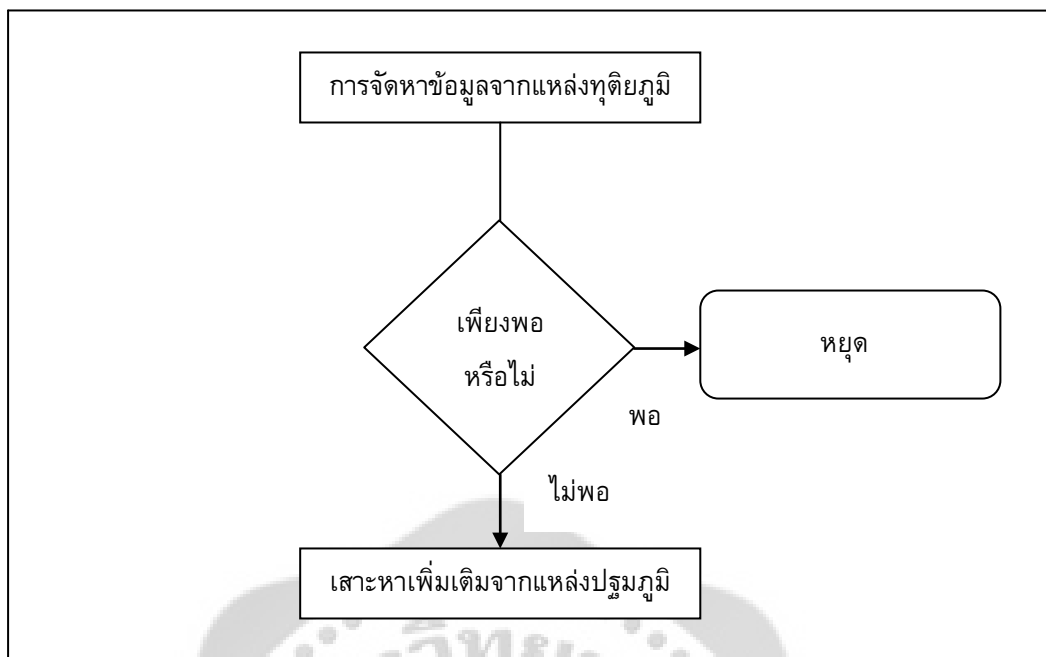 การจัดหาข้อมูลจากแหล่งทุติยภูมิ
เพียงพอ
หรือไม่
หยุด
พอ
ไม่พอ
เสาะหาเพิ่มเติมจากแหล่งปฐมภูมิ